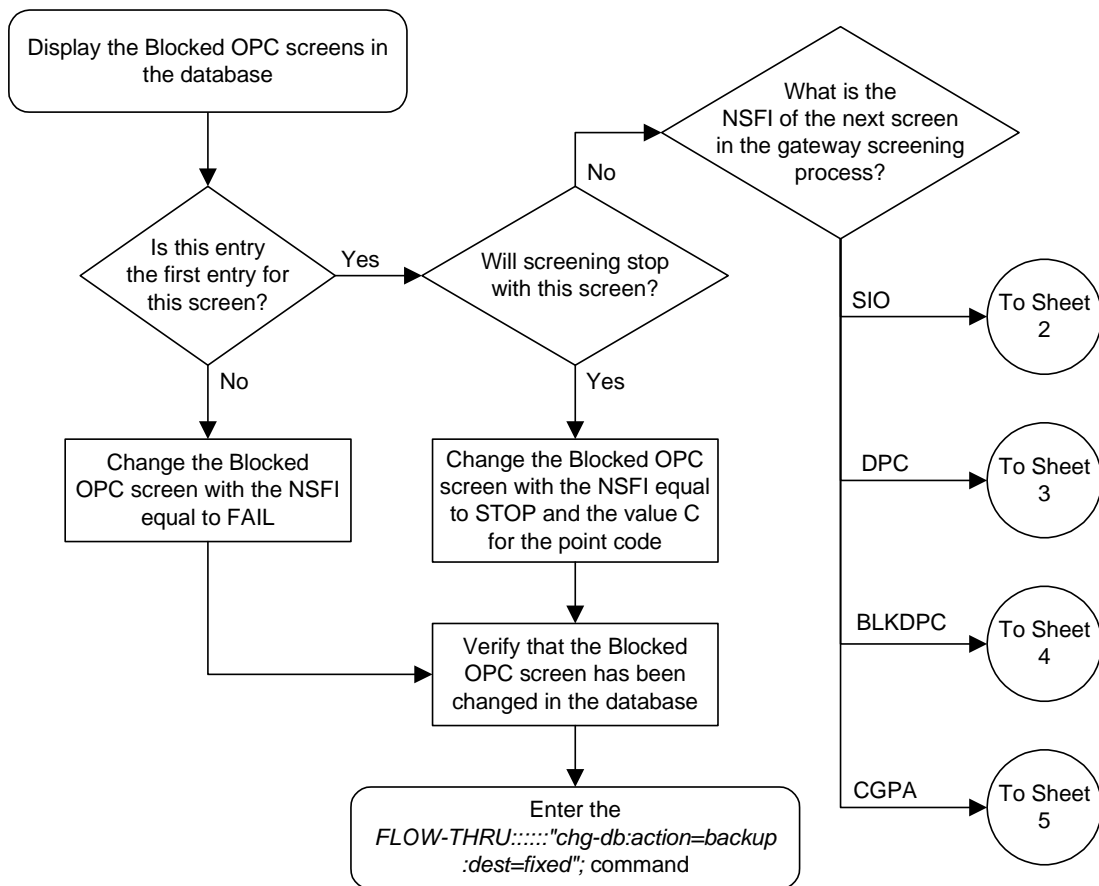 Display the Blocked OPC screens in
the database
What is the
NSFI of the next screen
in the gateway screening
process?
No
Is this entry
the first entry for
this screen?
Yes
Will screening stop
with this screen?
SIO
To Sheet
2
No
Yes
Change the Blocked
OPC screen with the NSFI
equal to FAIL
Change the Blocked OPC
screen with the NSFI equal
to STOP and the value C
for the point code
DPC
To Sheet
3
BLKDPC
To Sheet
4
Verify that the Blocked
OPC screen has been
changed in the database
CGPA
To Sheet
5
Enter the
FLOW-THRU::::::"chg-db:action=backup
:dest=fixed"; command